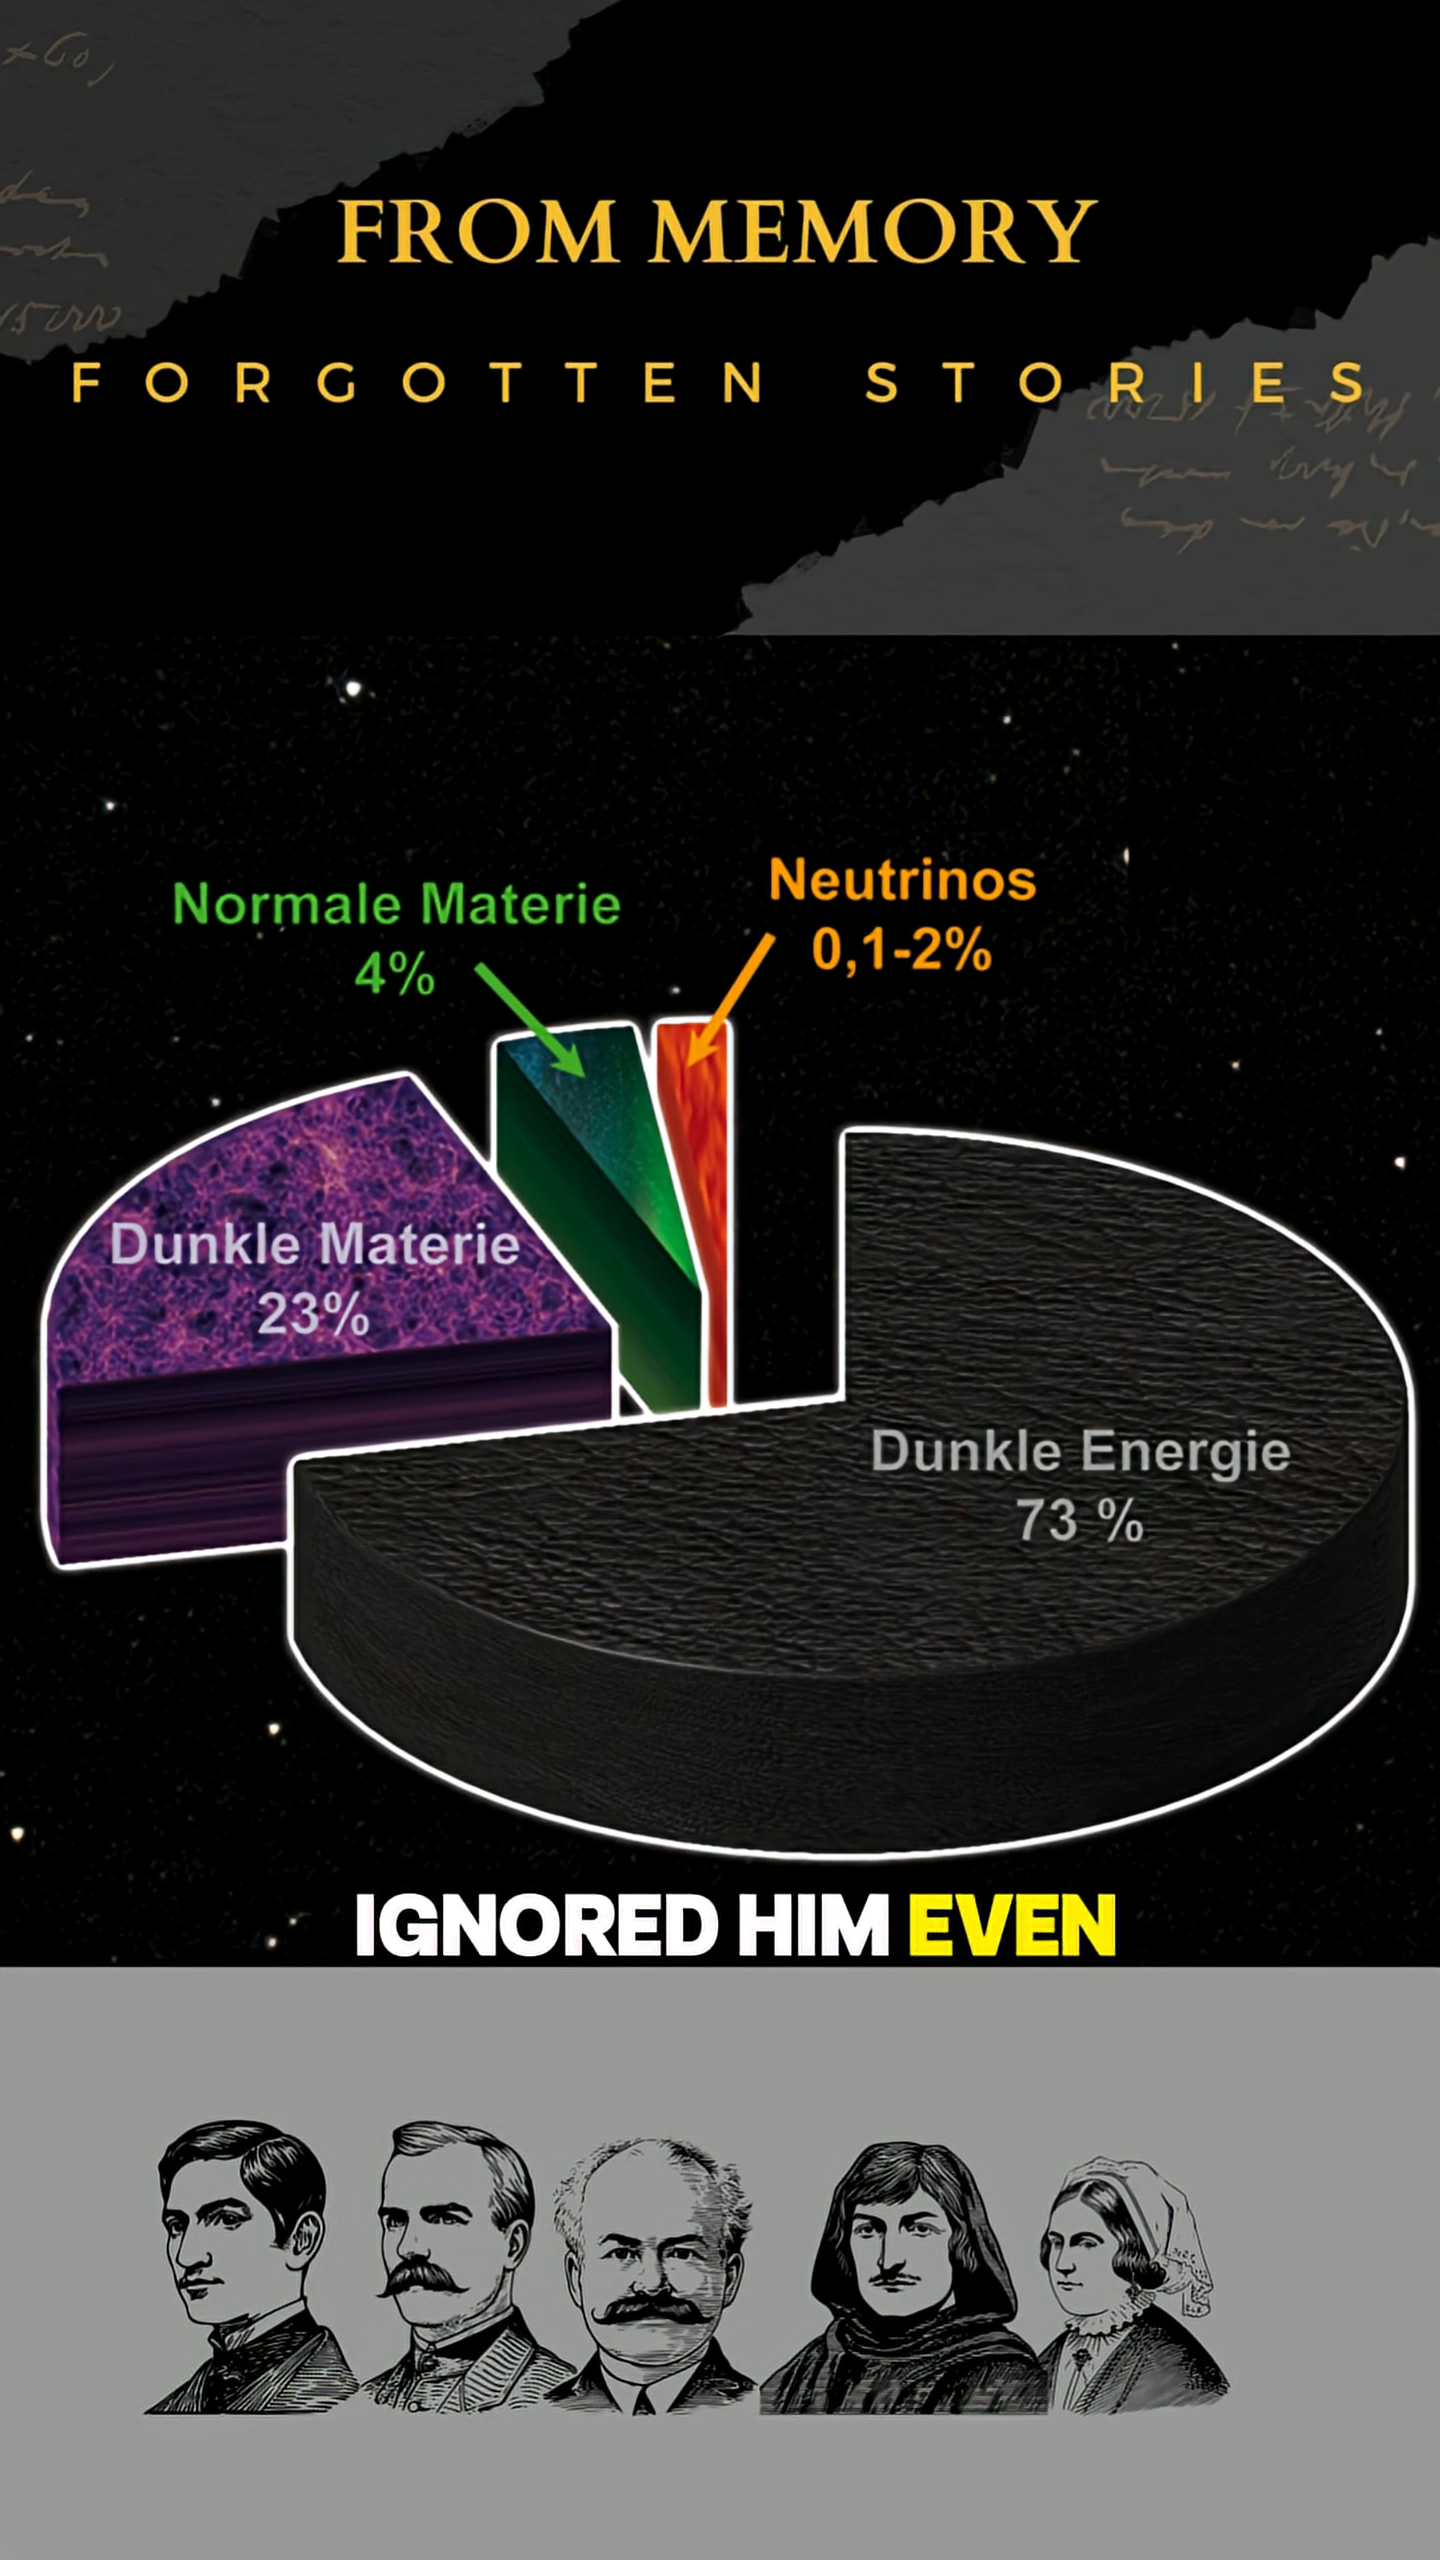 FROM MEMORY
FORGOTTEN STORIES
Normale Materie
4%
Neutrinos
0,1-2%
Dunkle Materie
23%
Dunkle Energie
73 %
IGNORED HIM EVEN